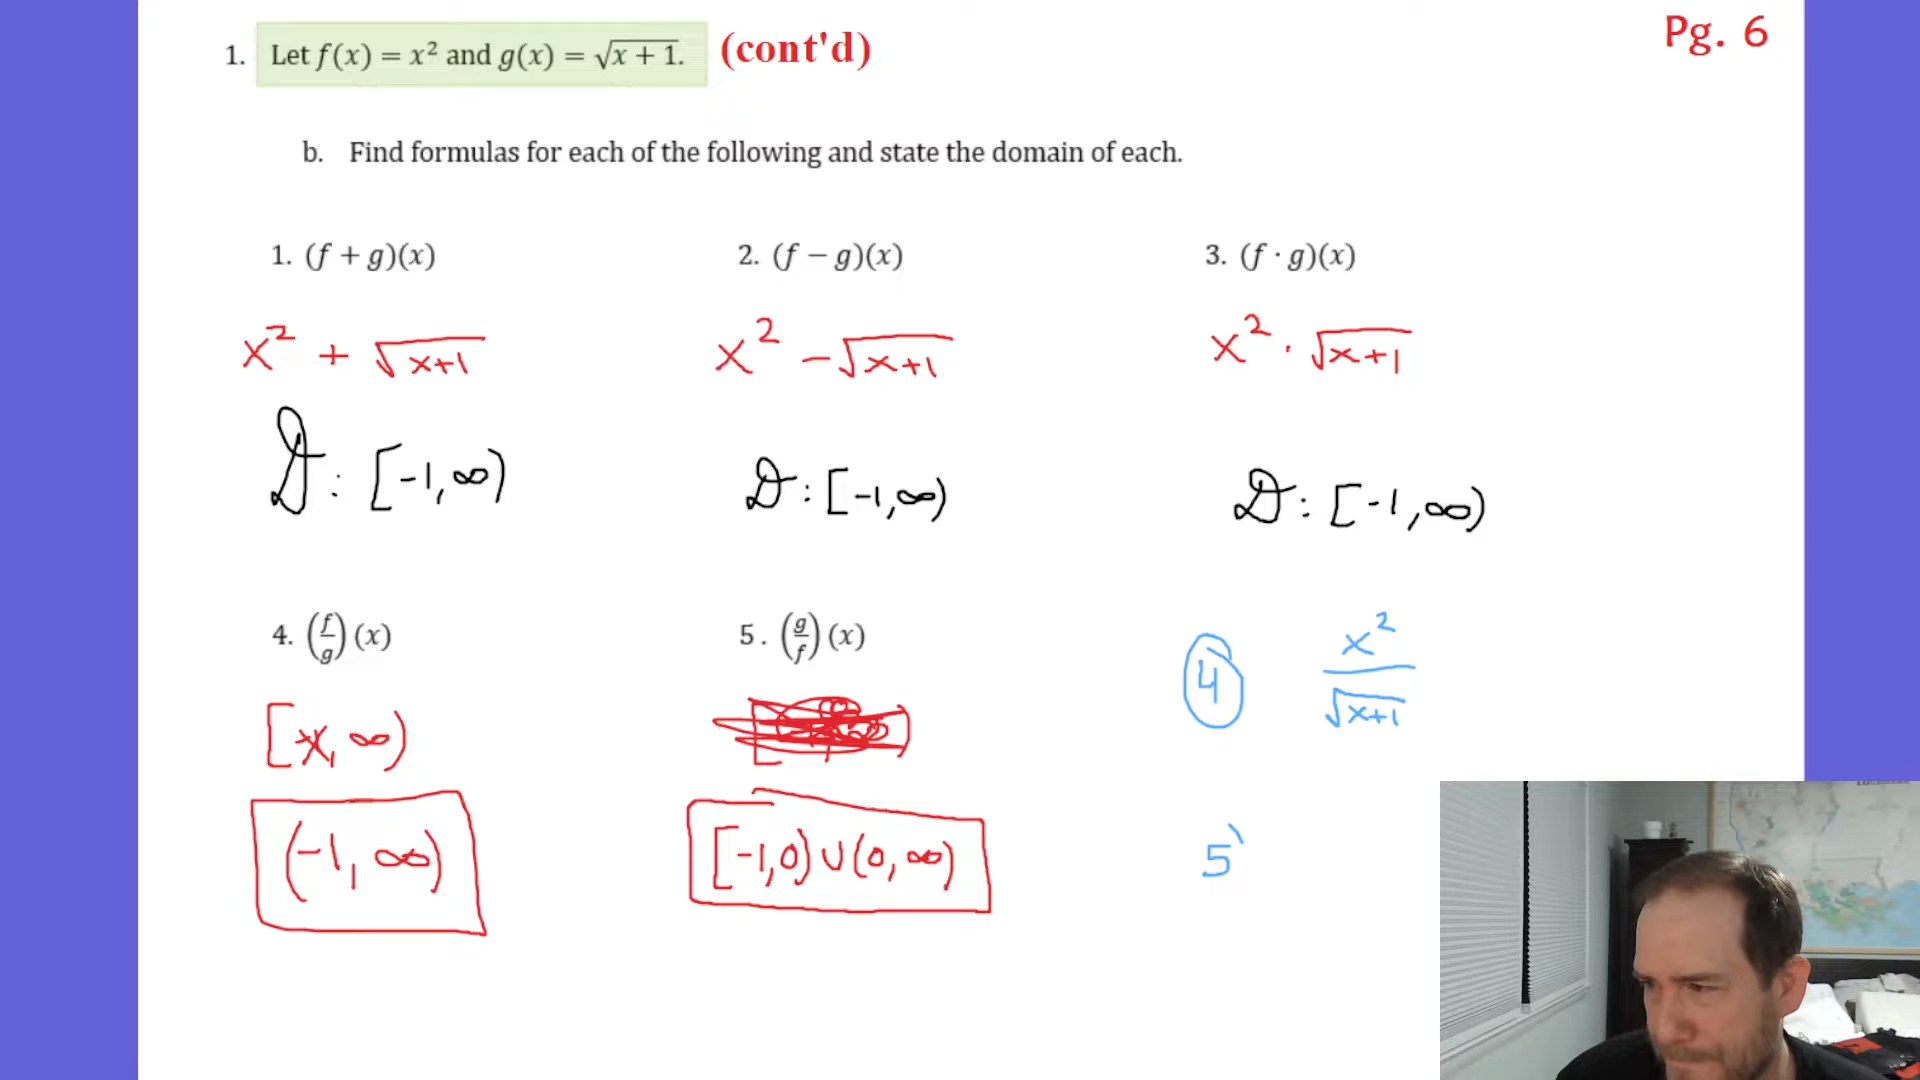 Pg. 6
1. Let f(x) = x² and g(x) = √(x + 1). (cont'd)
b. Find formulas for each of the following and state the domain of each.
1. (f + g)(x) 2. (f − g)(x) 3. (f · g)(x)
x² + √(x+1) x² − √(x+1) x² · √(x+1)
D: [-1, ∞) D: [-1, ∞) D: [-1, ∞)
4. (f/g)(x) 5. (g/f)(x) 4 x²/√(x+1)
[ , ∞)
(-1, ∞) [-1, 0) ∪ (0, ∞) 5)